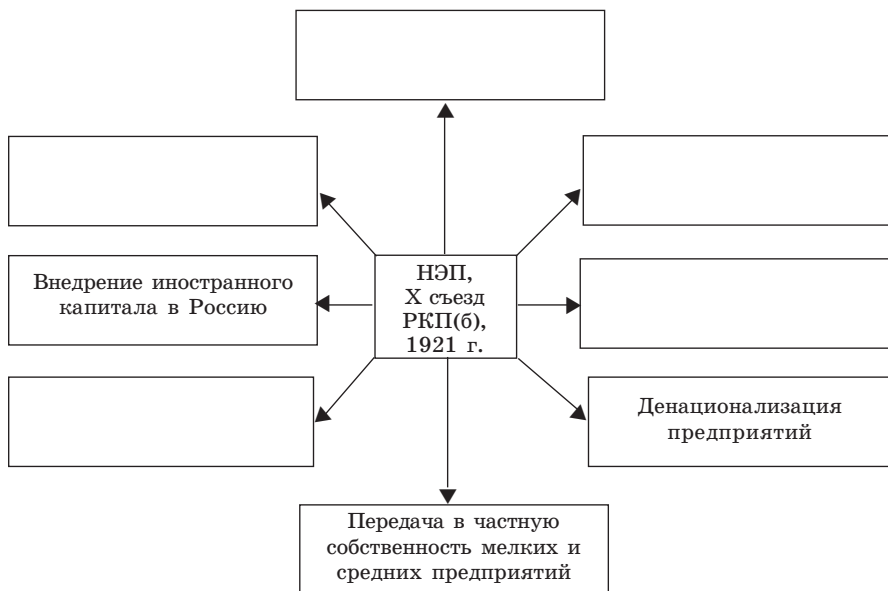 Внедрение иностранного
капитала в Россию
НЭП,
X съезд
РКП(б),
1921 г.
Денационализация
предприятий
Передача в частную
собственность мелких и
средних предприятий